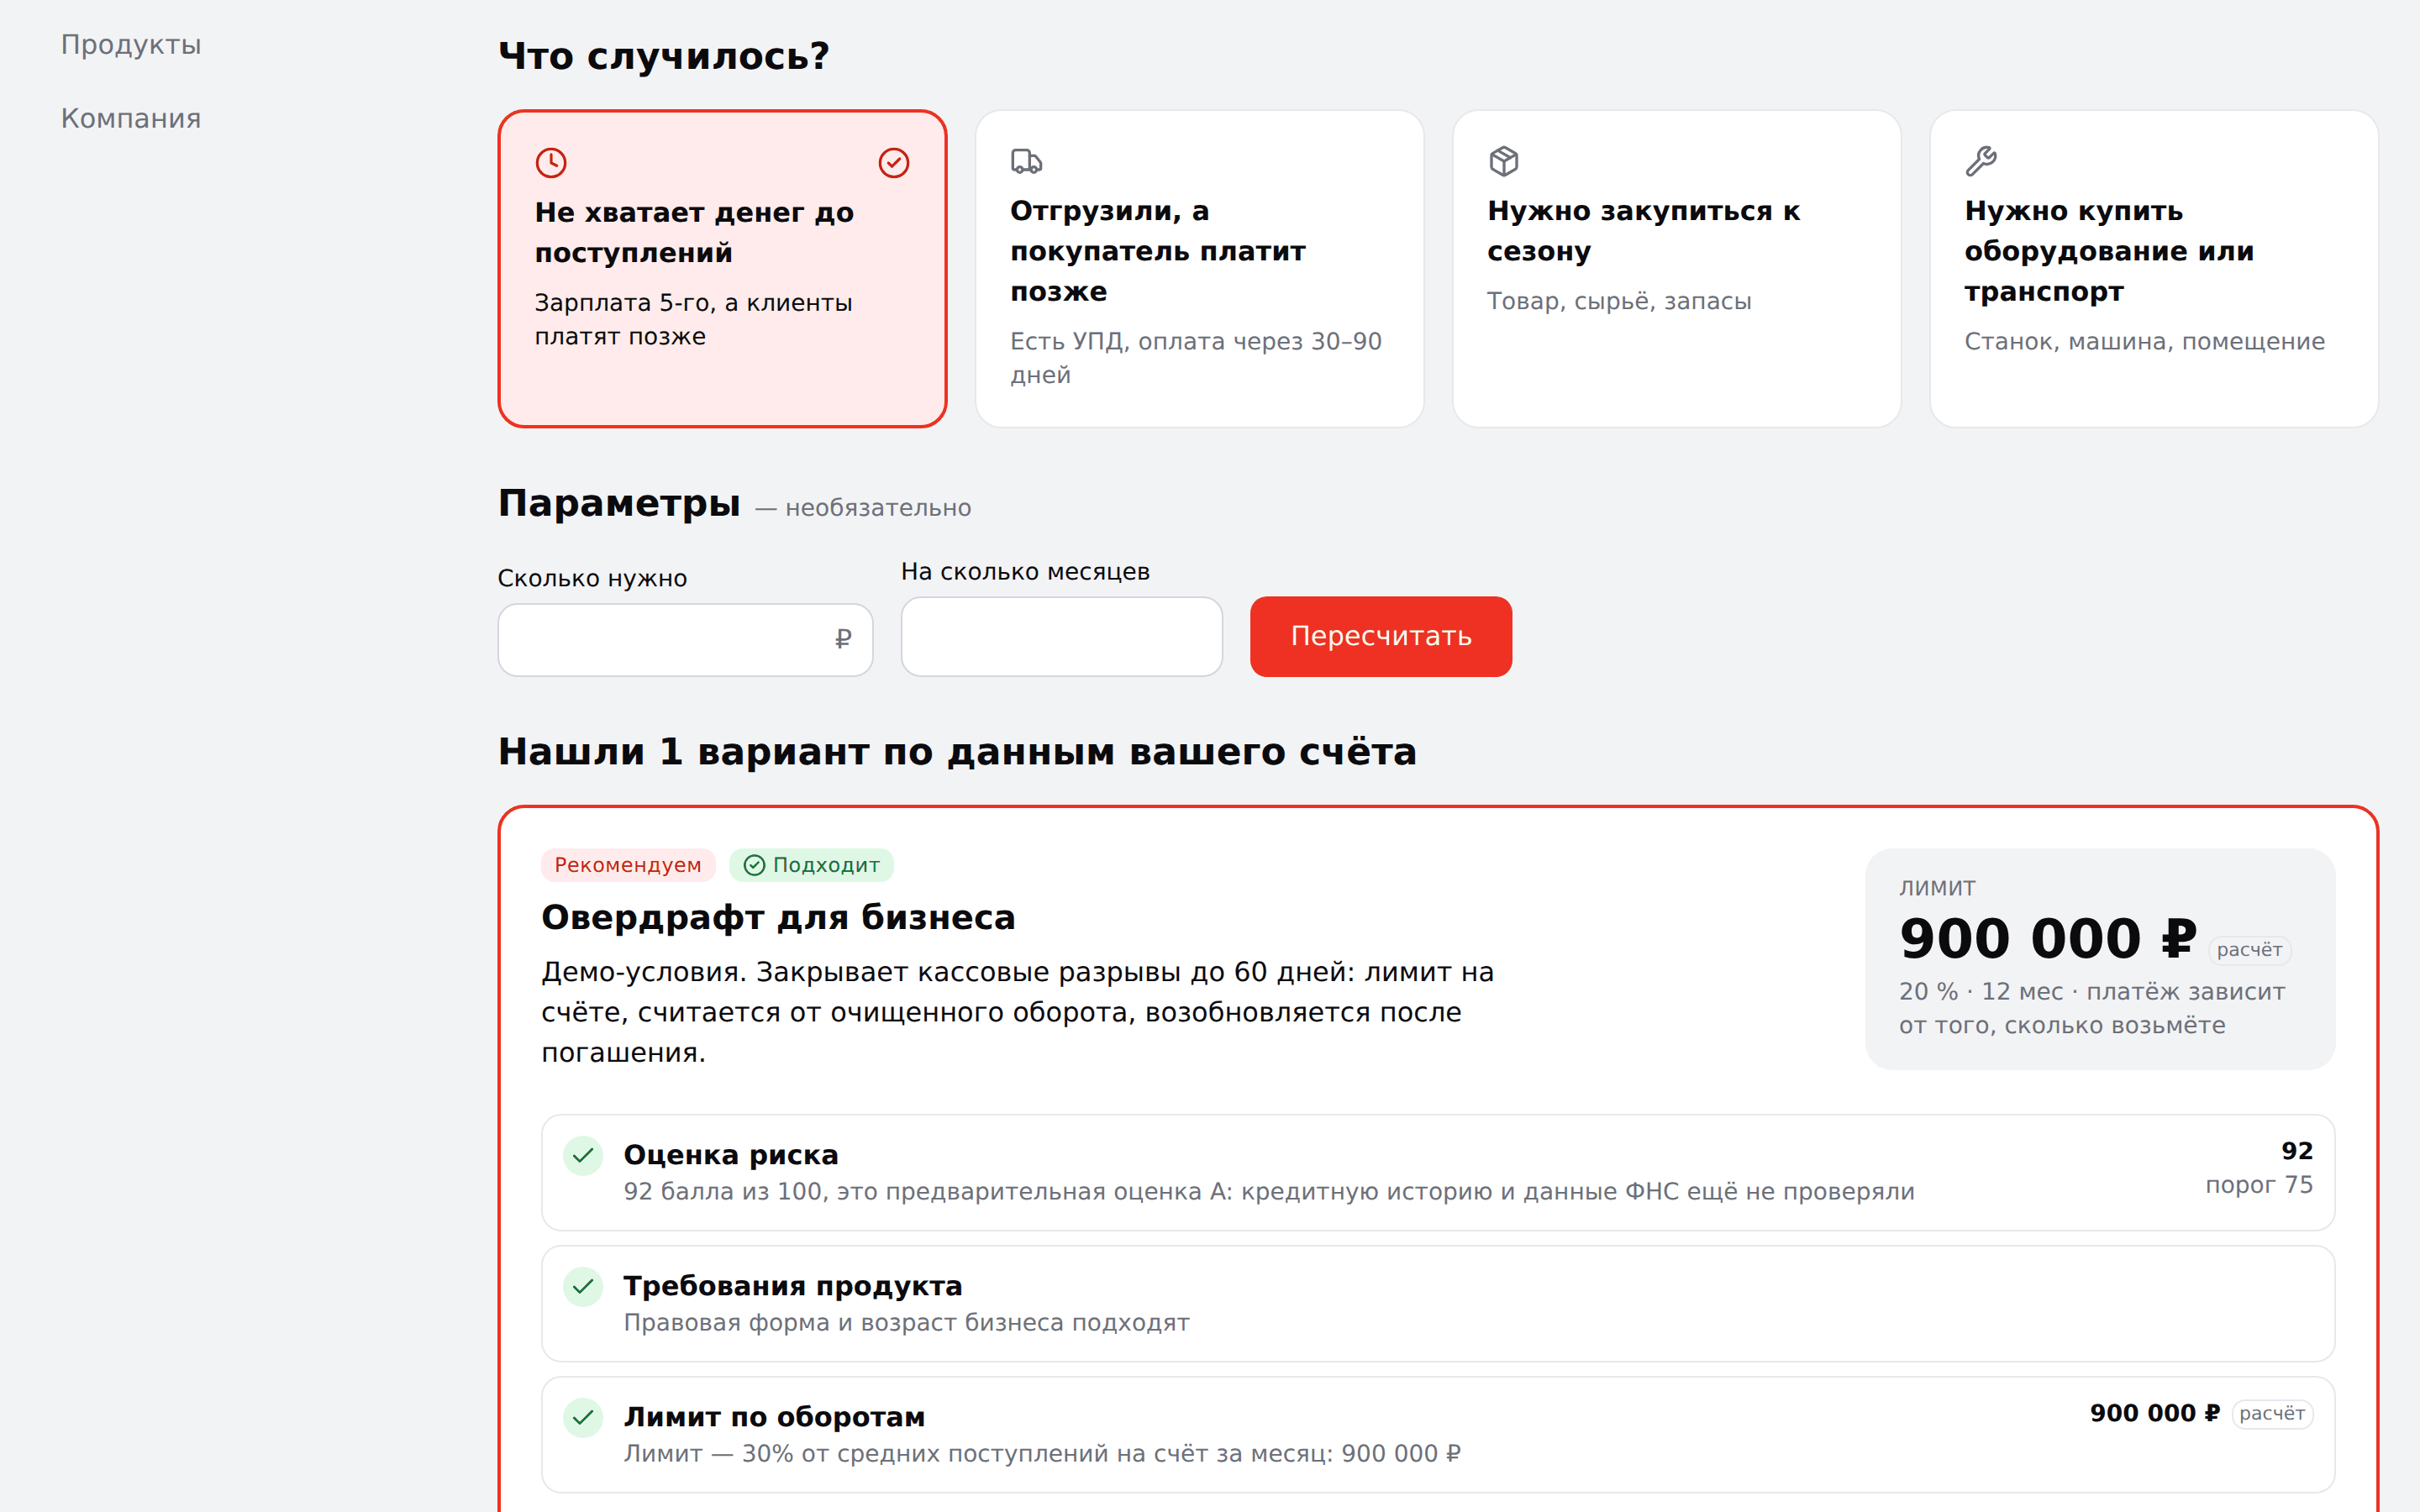 Продукты
Компания
Что случилось?
Не хватает денег до
поступлений
Зарплата 5-го, а клиенты
платят позже
Отгрузили, а
покупатель платит
позже
Есть УПД, оплата через 30–90
дней
Нужно закупиться к
сезону
Товар, сырьё, запасы
Нужно купить
оборудование или
транспорт
Станок, машина, помещение
Параметры — необязательно
Сколько нужно
₽
На сколько месяцев
Пересчитать
Нашли 1 вариант по данным вашего счёта
Рекомендуем
Подходит
Овердрафт для бизнеса
Демо-условия. Закрывает кассовые разрывы до 60 дней: лимит на
счёте, считается от очищенного оборота, возобновляется после
погашения.
ЛИМИТ
900 000 ₽ расчёт
20 % · 12 мес · платёж зависит
от того, сколько возьмёте
Оценка риска
92 балла из 100, это предварительная оценка A: кредитную историю и данные ФНС ещё не проверяли
92
порог 75
Требования продукта
Правовая форма и возраст бизнеса подходят
Лимит по оборотам
Лимит — 30% от средних поступлений на счёт за месяц: 900 000 ₽
900 000 ₽ расчёт